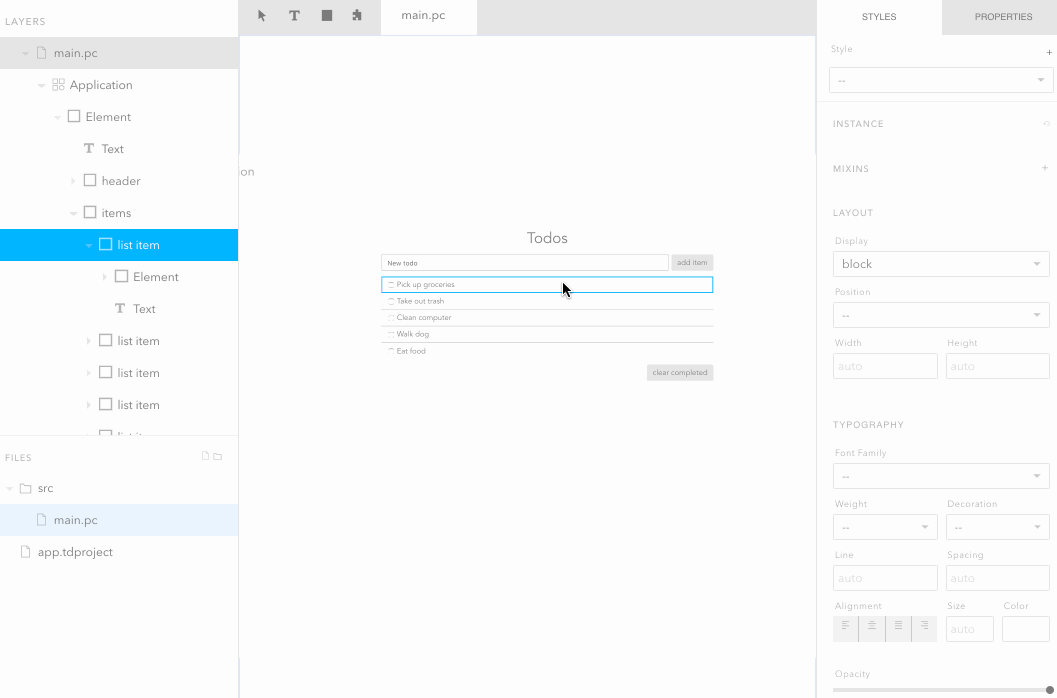 LAYERS
main.pc
Application
Element
Text
header
items
list item
Element
Text
list item
list item
list item
FILES
src
main.pc
app.tdproject
T
main.pc
on
Todos
New todo
add item
Pick up groceries
Take out trash
Clean computer
Walk dog
Eat food
clear completed
STYLES PROPERTIES
Style +
--
INSTANCE
MIXINS +
LAYOUT
Display
block
Position
--
Width Height
auto auto
TYPOGRAPHY
Font Family
--
Weight Decoration
-- --
Line Spacing
auto auto
Alignment Size Color
auto
Opacity